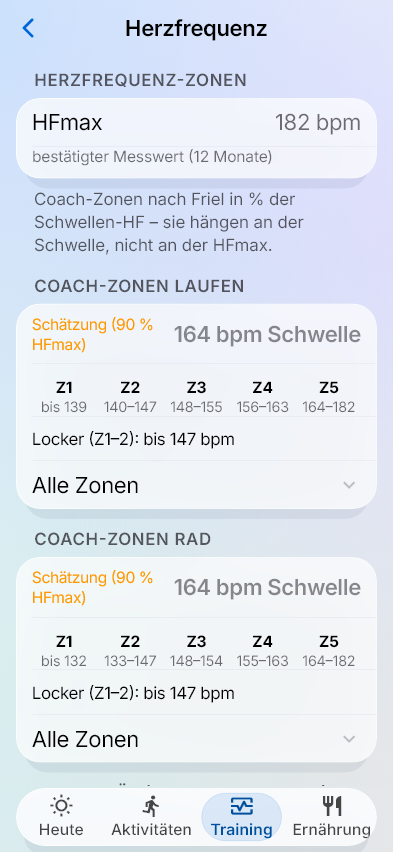 Herzfrequenz
HERZFREQUENZ-ZONEN
HFmax 182 bpm
bestätigter Messwert (12 Monate)
Coach-Zonen nach Friel in % der
Schwellen-HF – sie hängen an der
Schwelle, nicht an der HFmax.
COACH-ZONEN LAUFEN
Schätzung (90 %
HFmax)
164 bpm Schwelle
Z1 Z2 Z3 Z4 Z5
bis 139 140–147 148–155 156–163 164–182
Locker (Z1–2): bis 147 bpm
Alle Zonen
COACH-ZONEN RAD
Schätzung (90 %
HFmax)
164 bpm Schwelle
Z1 Z2 Z3 Z4 Z5
bis 132 133–147 148–154 155–163 164–182
Locker (Z1–2): bis 147 bpm
Alle Zonen
Heute Aktivitäten Training Ernährung